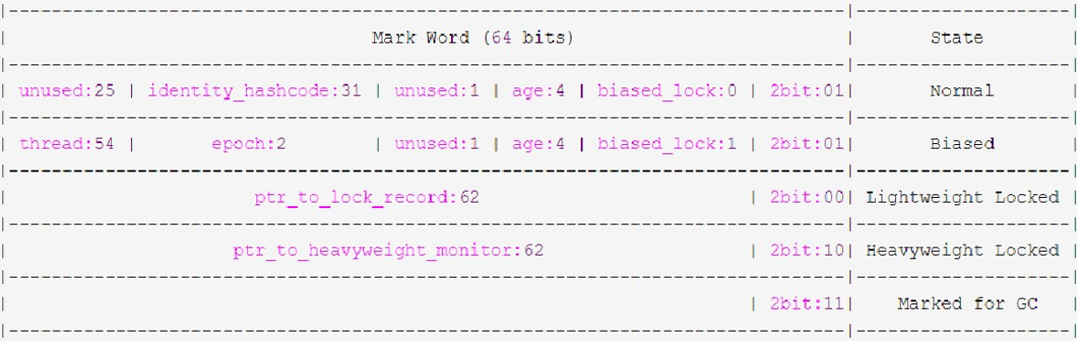 |------------------------------------------------------------------------------|--------------------|
| Mark Word (64 bits) | State |
|------------------------------------------------------------------------------|--------------------|
| unused:25 | identity_hashcode:31 | unused:1 | age:4 | biased_lock:0 | 2bit:01| Normal |
|------------------------------------------------------------------------------|--------------------|
| thread:54 | epoch:2 | unused:1 | age:4 | biased_lock:1 | 2bit:01| Biased |
|------------------------------------------------------------------------------|--------------------|
| ptr_to_lock_record:62 | 2bit:00| Lightweight Locked |
|------------------------------------------------------------------------------|--------------------|
| ptr_to_heavyweight_monitor:62 | 2bit:10| Heavyweight Locked |
|------------------------------------------------------------------------------|--------------------|
| | 2bit:11| Marked for GC |
|------------------------------------------------------------------------------|--------------------|